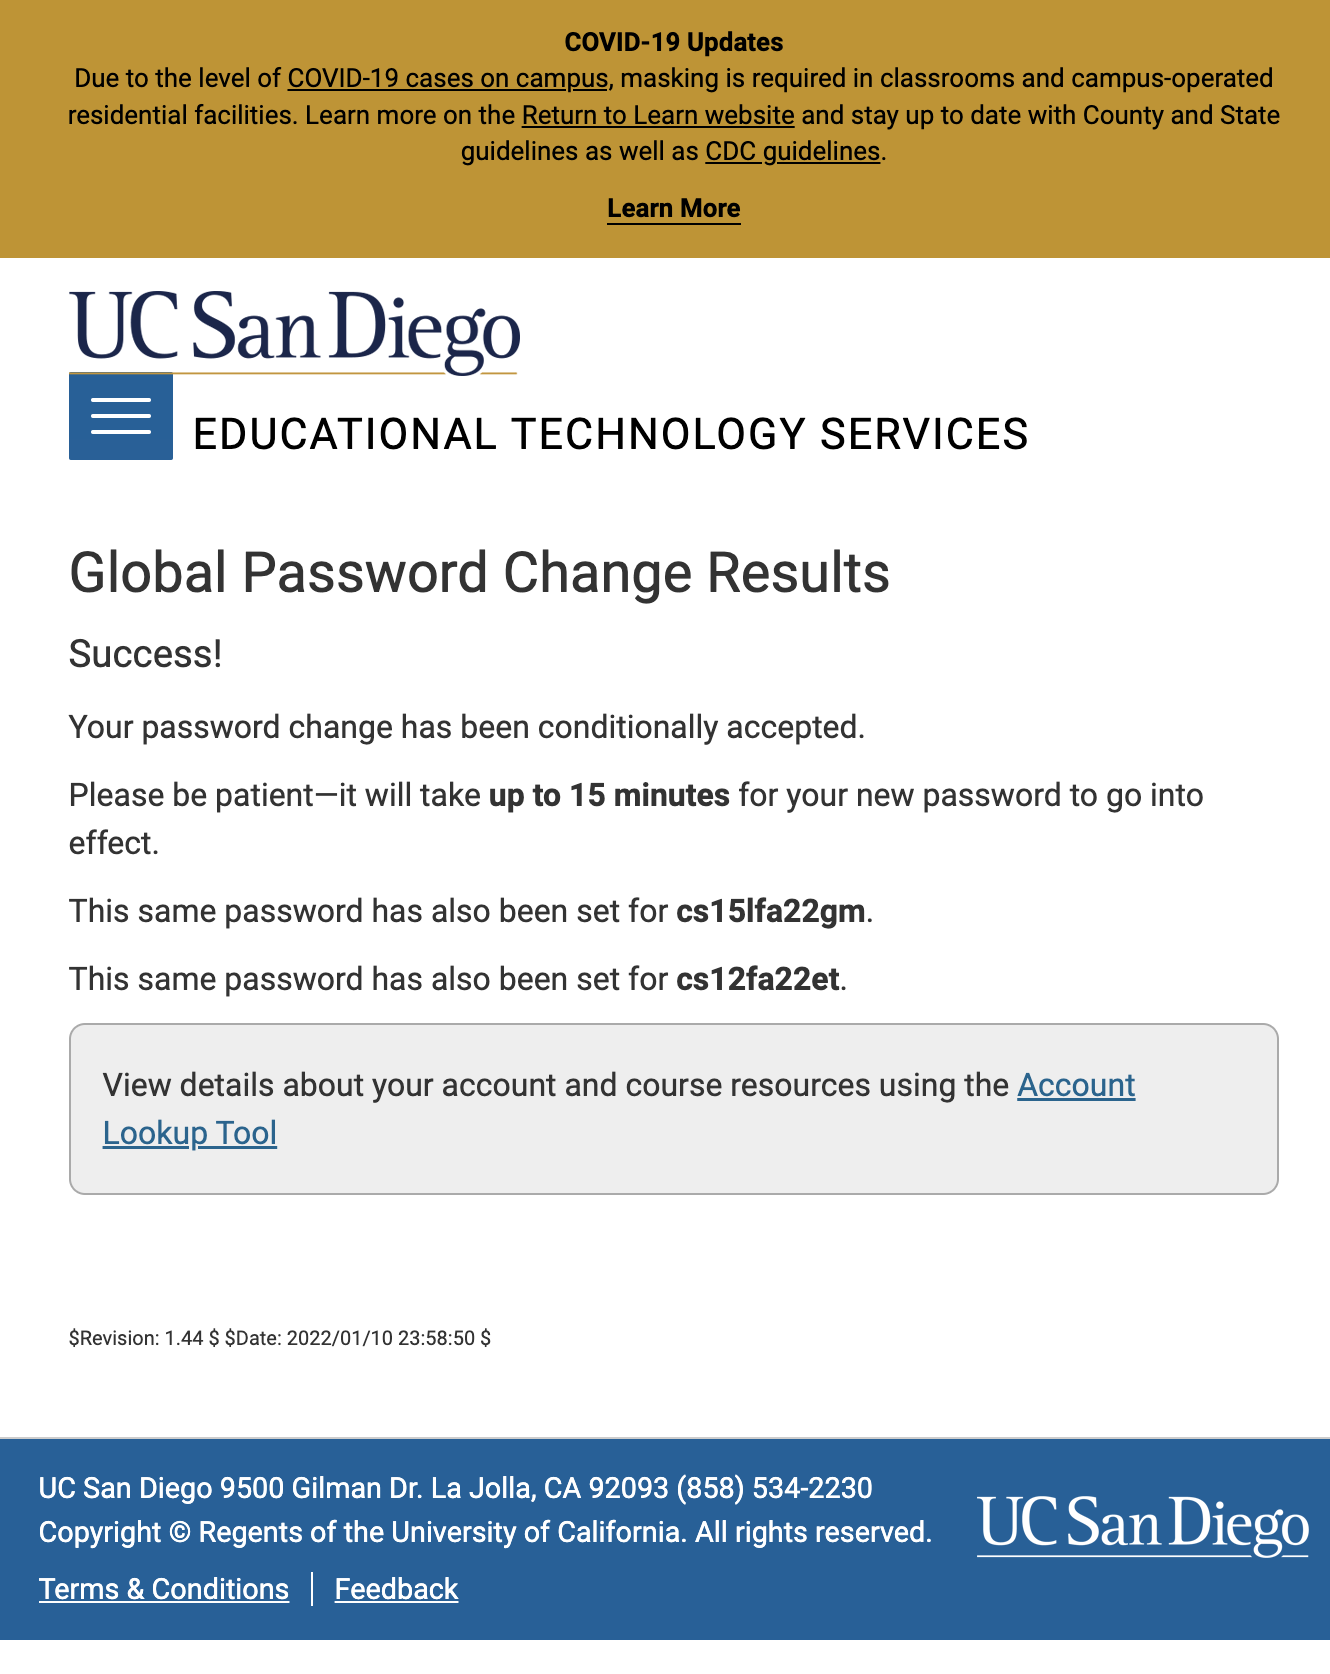 COVID-19 Updates
Due to the level of COVID-19 cases on campus, masking is required in classrooms and campus-operated
residential facilities. Learn more on the Return to Learn website and stay up to date with County and State
guidelines as well as CDC guidelines.
Learn More
UC San Diego
EDUCATIONAL TECHNOLOGY SERVICES
Global Password Change Results
Success!
Your password change has been conditionally accepted.
Please be patient—it will take up to 15 minutes for your new password to go into
effect.
This same password has also been set for cs15lfa22gm.
This same password has also been set for cs12fa22et.
View details about your account and course resources using the Account
Lookup Tool
$Revision: 1.44 $ $Date: 2022/01/10 23:58:50 $
UC San Diego 9500 Gilman Dr. La Jolla, CA 92093 (858) 534-2230
Copyright © Regents of the University of California. All rights reserved.
Terms & Conditions | Feedback
UC San Diego